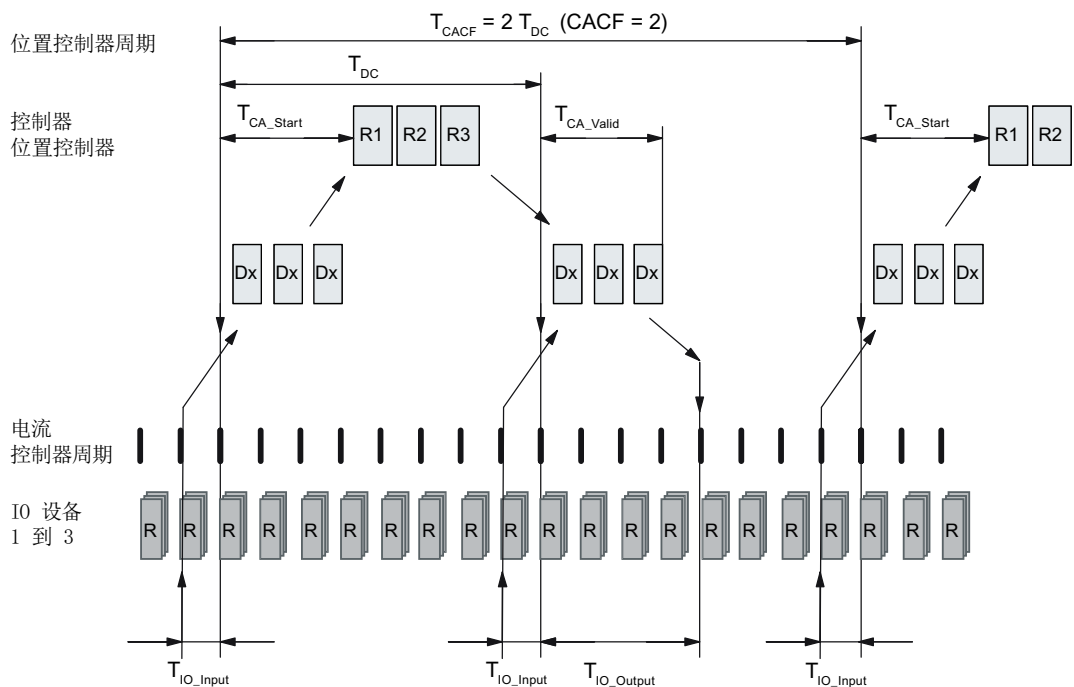 T_CACF = 2 T_DC (CACF = 2)
位置控制器周期
T_DC
控制器
位置控制器
T_CA_Start
R1 R2 R3
T_CA_Valid
T_CA_Start
R1 R2
Dx Dx Dx
Dx Dx Dx
Dx Dx Dx
电流
控制器周期
IO 设备
1 到 3
R R R R R R R R R R R R R R R R R R R R R
T_IO_Input
T_IO_Input
T_IO_Output
T_IO_Input